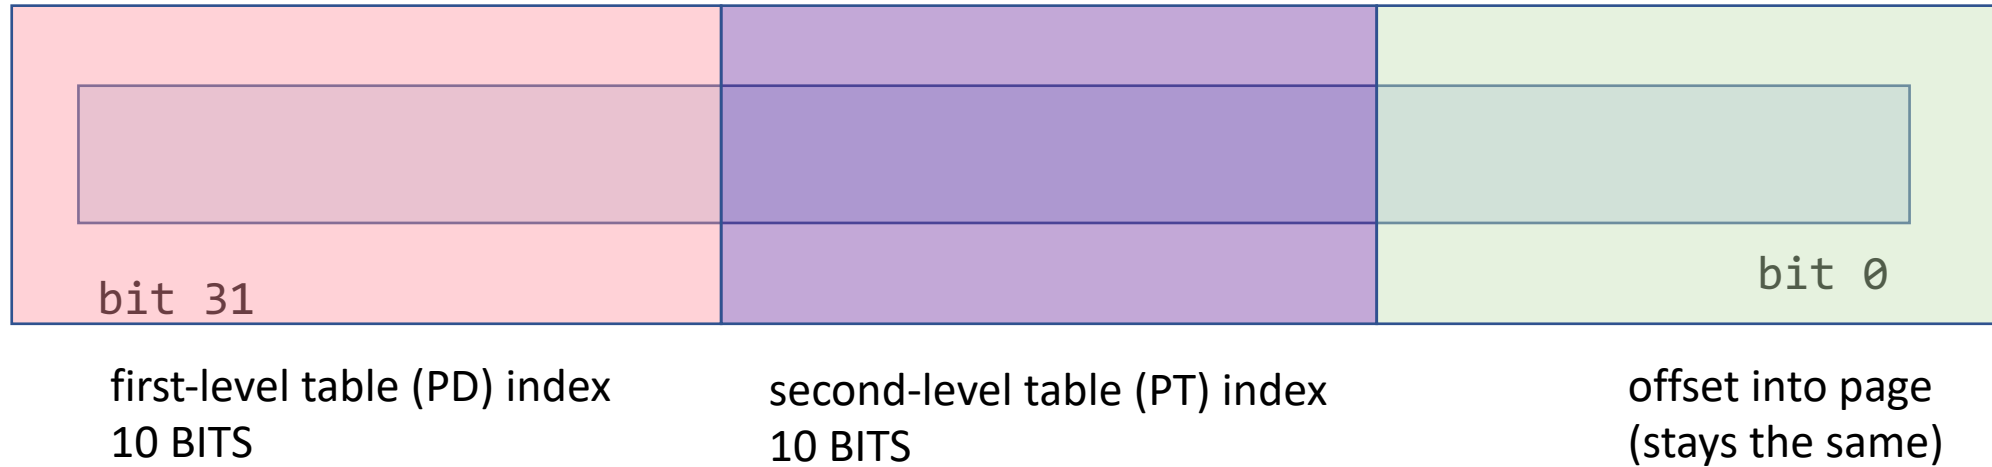 bit 31
bit 0
first-level table (PD) index
10 BITS
second-level table (PT) index
10 BITS
offset into page
(stays the same)